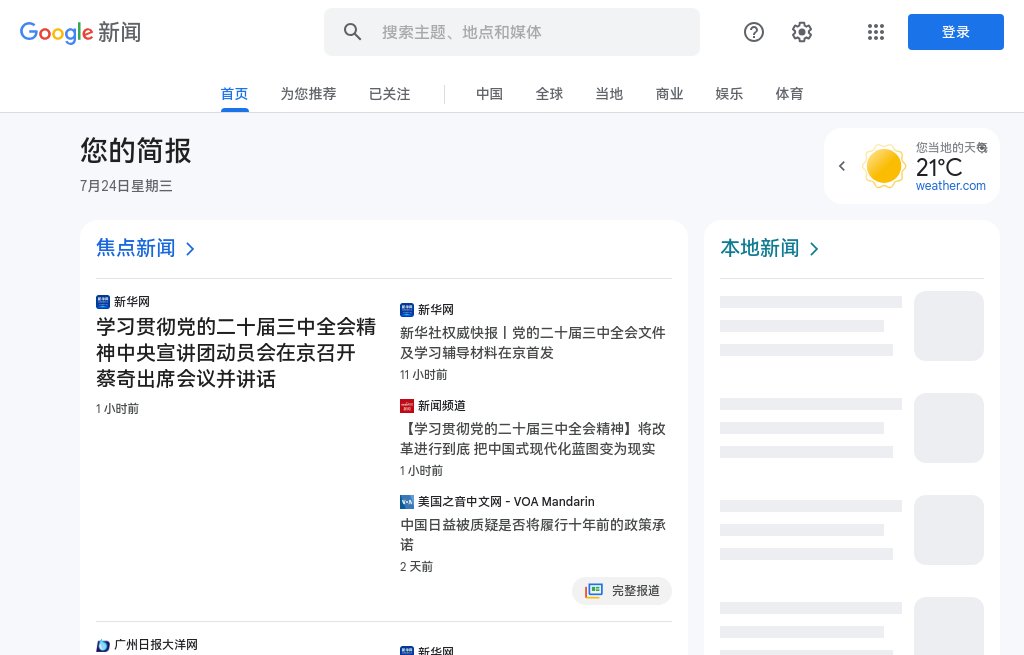 Google 新闻
搜索主题、地点和媒体
登录
首页
为您推荐
已关注
中国
全球
当地
商业
娱乐
体育
您的简报
7月24日星期三
您当地的天气
21°C
weather.com
焦点新闻
新华网
学习贯彻党的二十届三中全会精
神中央宣讲团动员会在京召开
蔡奇出席会议并讲话
1 小时前
新华网
新华社权威快报丨党的二十届三中全会文件
及学习辅导材料在京首发
11 小时前
新闻频道
【学习贯彻党的二十届三中全会精神】将改
革进行到底 把中国式现代化蓝图变为现实
1 小时前
美国之音中文网 - VOA Mandarin
中国日益被质疑是否将履行十年前的政策承
诺
2 天前
完整报道
广州日报大洋网
新华网
本地新闻